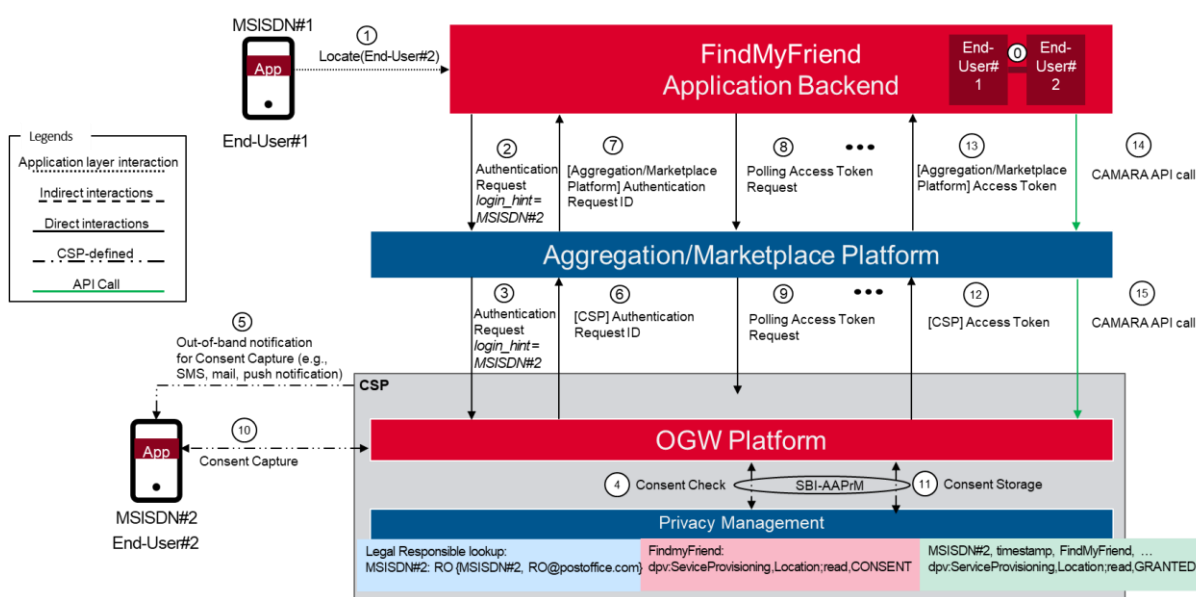 MSISDN#1
App
End-User#1
1
Locate(End-User#2)
FindMyFriend
Application Backend
End-
User#
1
0
End-
User#
2
Legends
Application layer interaction
Indirect interactions
Direct interactions
CSP-defined
API Call
2
Authentication
Request
login_hint=
MSISDN#2
7
[Aggregation/Marketplace
Platform] Authentication
Request ID
8
Polling Access Token
Request
•••
13
[Aggregation/Marketplace
Platform] Access Token
14
CAMARA API call
Aggregation/Marketplace Platform
3
Authentication
Request
login_hint=
MSISDN#2
6
[CSP] Authentication
Request ID
9
Polling Access Token
Request
•••
12
[CSP] Access Token
15
CAMARA API call
5
Out-of-band notification
for Consent Capture (e.g.,
SMS, mail, push notification)
CSP
App
MSISDN#2
End-User#2
10
Consent Capture
OGW Platform
4
Consent Check
SBI-AAPrM
11
Consent Storage
Privacy Management
Legal Responsible lookup:
MSISDN#2: RO {MSISDN#2, RO@postoffice.com}
FindmyFriend:
dpv:SeviceProvisioning,Location;read,CONSENT
MSISDN#2, timestamp, FindMyFriend, …
dpv:ServiceProvisioning,Location;read,GRANTED